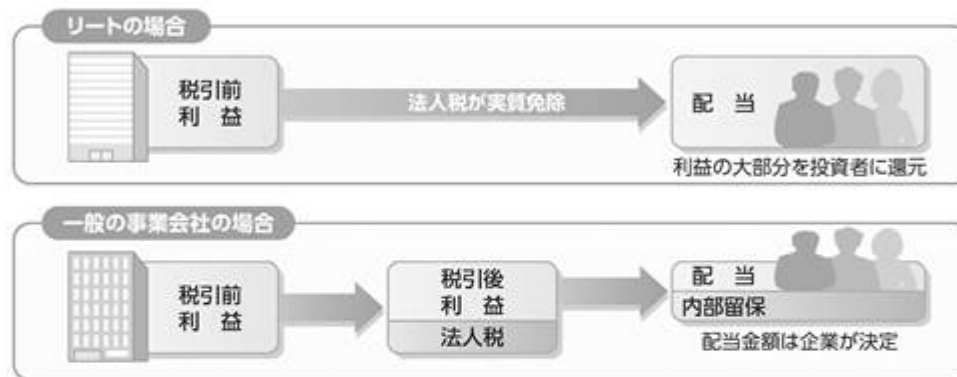 リートの場合
税引前
利　益
法人税が実質免除
配　当
利益の大部分を投資者に還元
一般の事業会社の場合
税引前
利　益
税引後
利　益
法人税
配　当
内部留保
配当金額は企業が決定